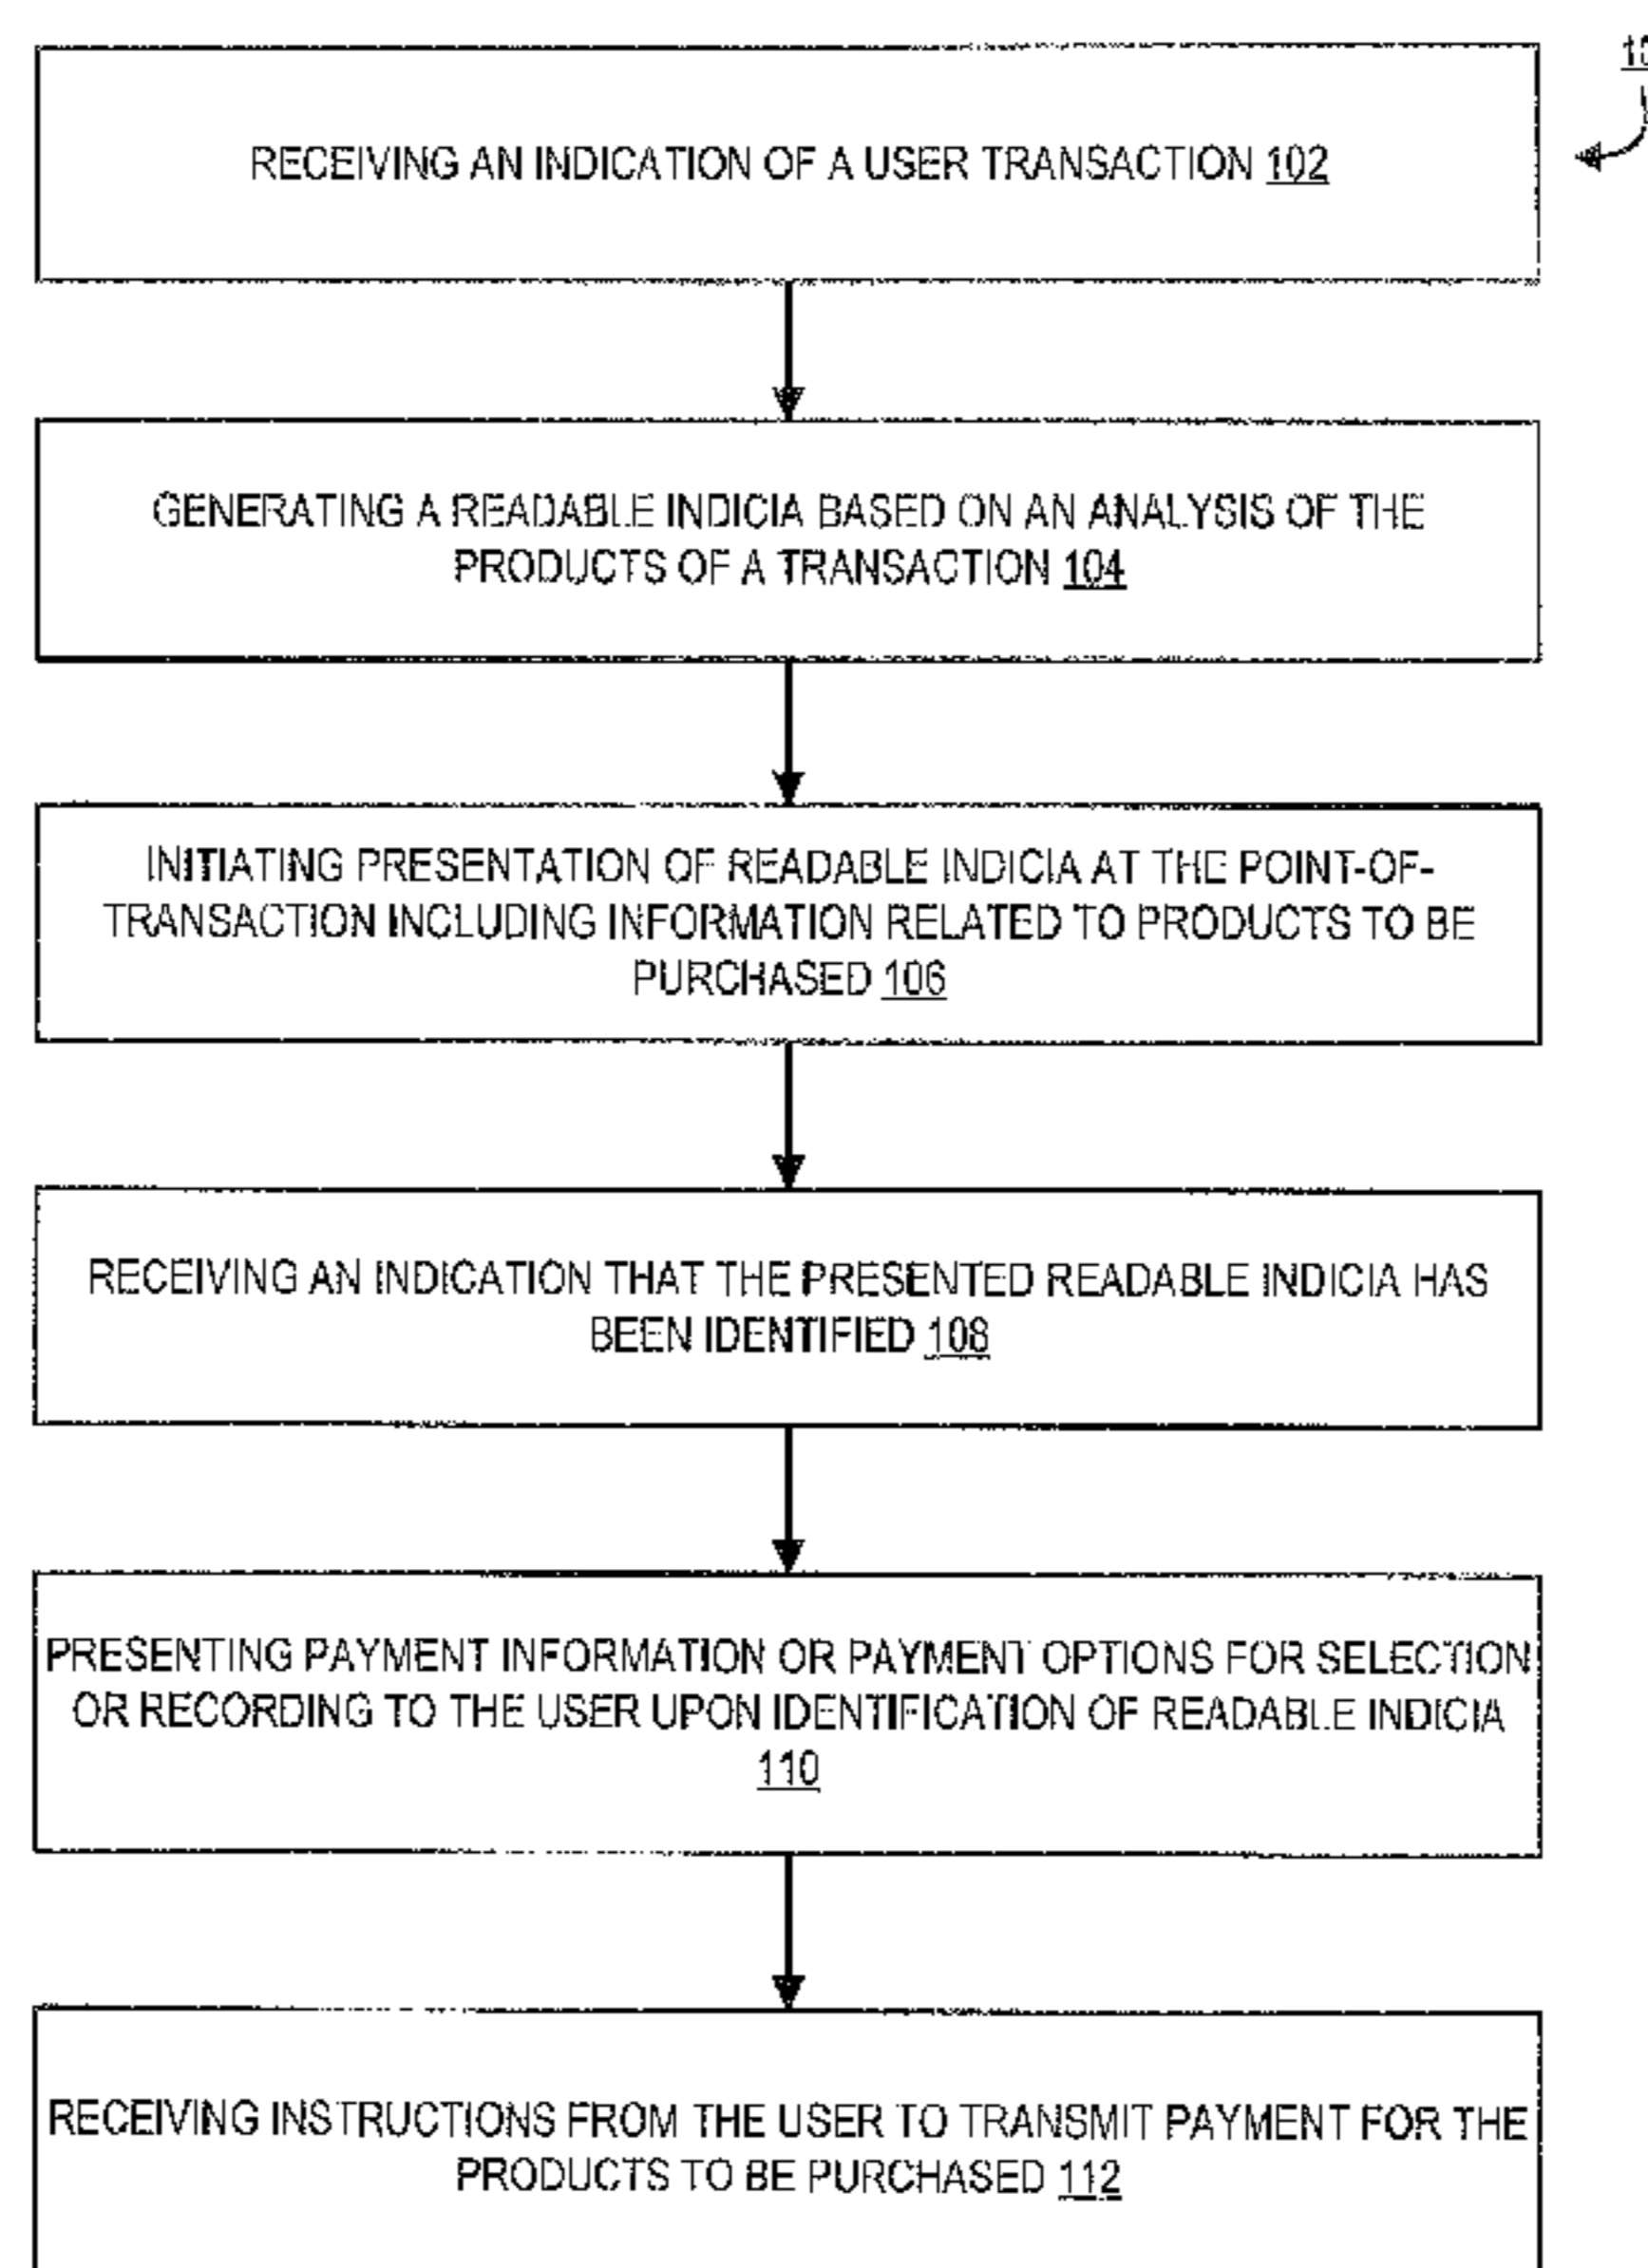 RECEIVING AN INDICATION OF A USER TRANSACTION 102
GENERATING A READABLE INDICIA BASED ON AN ANALYSIS OF THE
PRODUCTS OF A TRANSACTION 104
INITIATING PRESENTATION OF READABLE INDICIA AT THE POINT-OF-
TRANSACTION INCLUDING INFORMATION RELATED TO PRODUCTS TO BE
PURCHASED 106
RECEIVING AN INDICATION THAT THE PRESENTED READABLE INDICIA HAS
BEEN IDENTIFIED 108
PRESENTING PAYMENT INFORMATION OR PAYMENT OPTIONS FOR SELECTION
OR RECORDING TO THE USER UPON IDENTIFICATION OF READABLE INDICIA
110
RECEIVING INSTRUCTIONS FROM THE USER TO TRANSMIT PAYMENT FOR THE
PRODUCTS TO BE PURCHASED 112